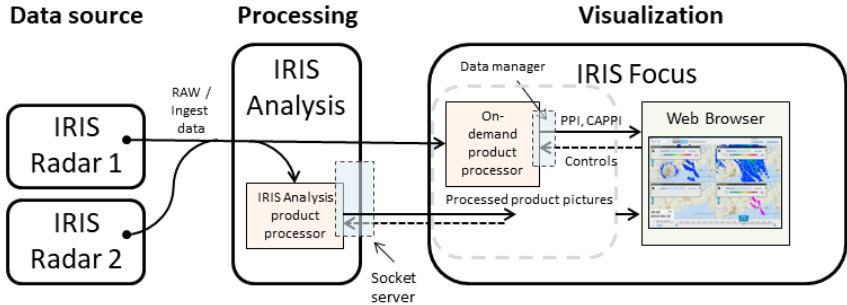 Data source
Processing
Visualization
IRIS
Radar 1
IRIS
Radar 2
RAW /
Ingest
data
IRIS
Analysis
IRIS Analysis
product
processor
Socket
server
Data manager
IRIS Focus
On-
demand
product
processor
PPI, CAPPI
Controls
Processed product pictures
Web Browser